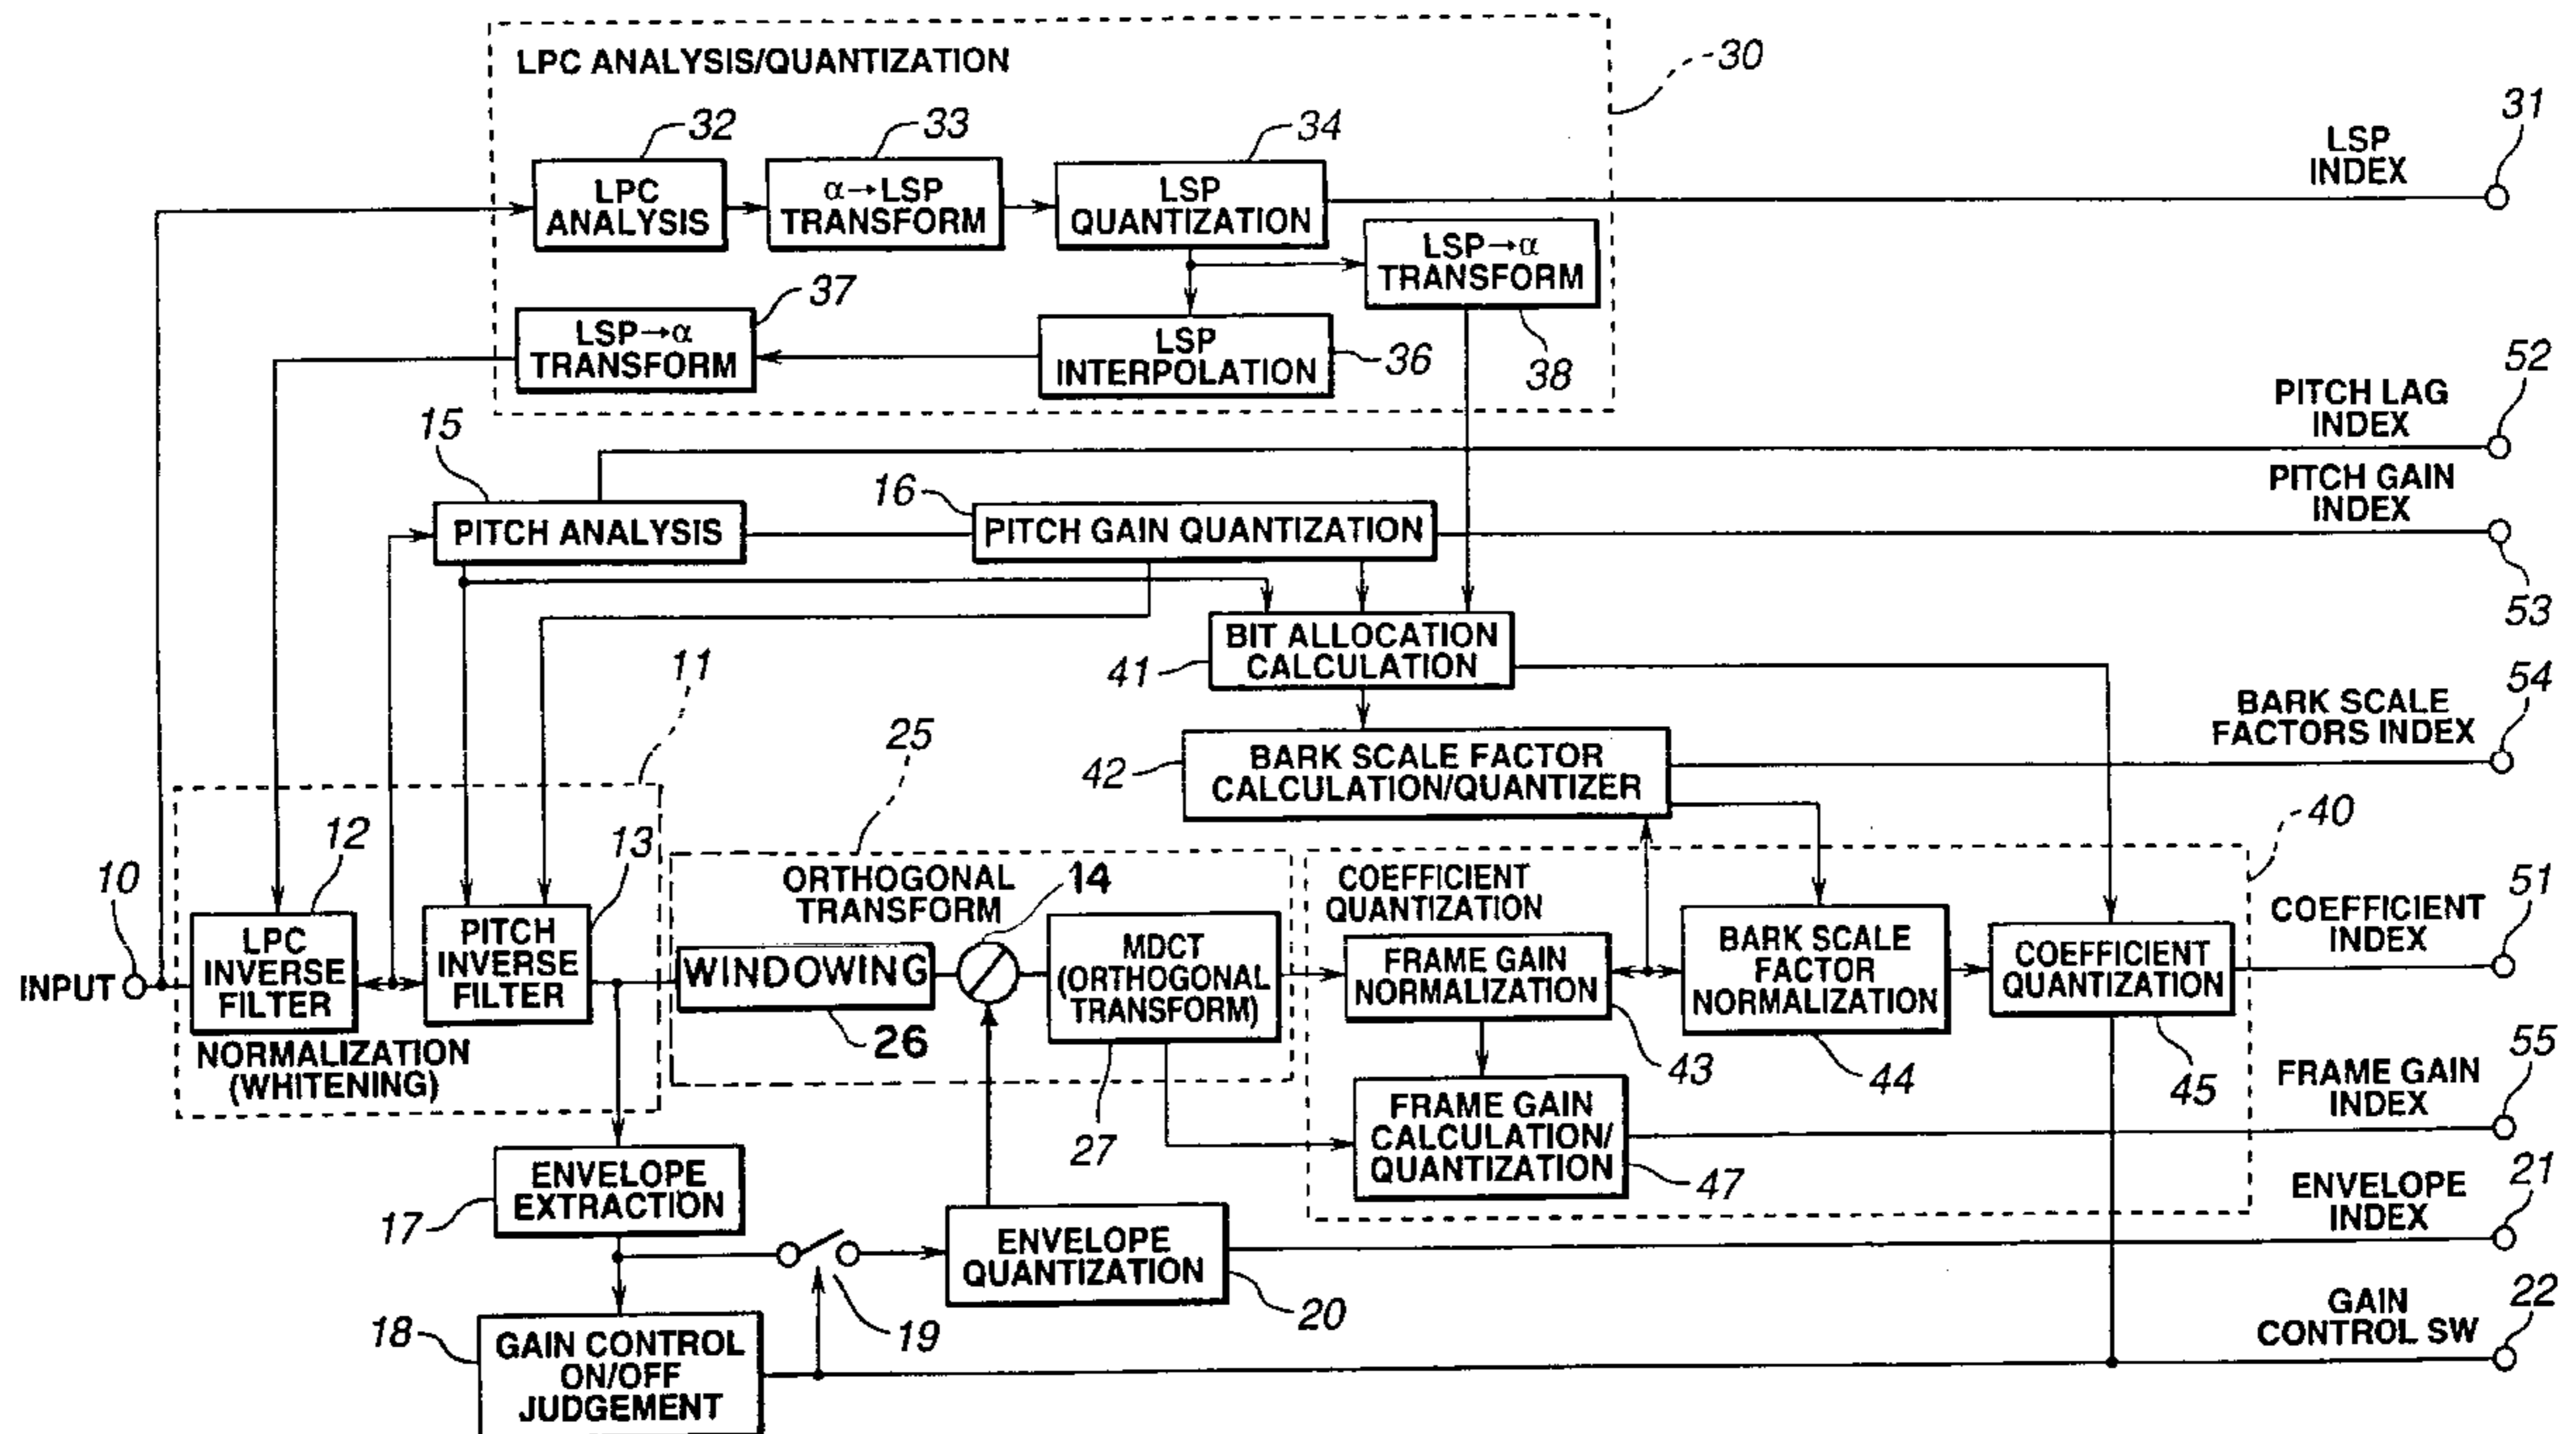 LPC ANALYSIS/QUANTIZATION
30
31
32
33
34
LSP
INDEX
LPC
ANALYSIS
α→LSP
TRANSFORM
LSP
QUANTIZATION
LSP→α
TRANSFORM
37
LSP→α
TRANSFORM
LSP
INTERPOLATION
36
38
52
PITCH LAG
INDEX
15
16
PITCH GAIN
INDEX
PITCH ANALYSIS
PITCH GAIN QUANTIZATION
53
11
BIT ALLOCATION
CALCULATION
41
54
BARK SCALE
FACTORS INDEX
25
42
BARK SCALE FACTOR
CALCULATION/QUANTIZER
40
10
12
13
ORTHOGONAL
TRANSFORM
14
COEFFICIENT
QUANTIZATION
51
COEFFICIENT
INDEX
INPUT
LPC
INVERSE
FILTER
PITCH
INVERSE
FILTER
WINDOWING
26
MDCT
(ORTHOGONAL
TRANSFORM)
FRAME GAIN
NORMALIZATION
BARK SCALE
FACTOR
NORMALIZATION
COEFFICIENT
QUANTIZATION
NORMALIZATION
(WHITENING)
27
43
44
45
55
FRAME GAIN
INDEX
FRAME GAIN
CALCULATION/
QUANTIZATION
47
17
ENVELOPE
EXTRACTION
21
ENVELOPE
INDEX
ENVELOPE
QUANTIZATION
20
19
18
GAIN CONTROL
ON/OFF
JUDGEMENT
22
GAIN
CONTROL SW